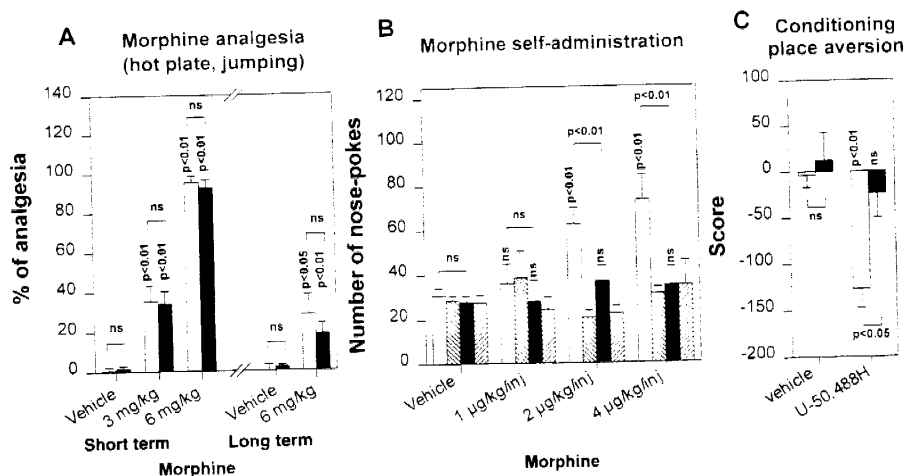 A
Morphine analgesia
(hot plate, jumping)
% of analgesia
140
120
100
80
60
40
20
0
ns
p<0.01
p<0.01
ns
p<0.01
p<0.01
ns
ns
p<0.05
p<0.01
ns
Vehicle
3 mg/kg
6 mg/kg
Vehicle
6 mg/kg
Short term
Long term
Morphine
B
Morphine self-administration
Number of nose-pokes
120
100
80
60
40
20
0
ns
ns
ns
ns
p<0.01
p<0.01
ns
p<0.01
p<0.01
ns
Vehicle
1 µg/kg/inj
2 µg/kg/inj
4 µg/kg/inj
Morphine
C
Conditioning
place aversion
Score
100
50
0
-50
-100
-150
-200
ns
p<0.01
ns
p<0.05
vehicle
U-50.488H